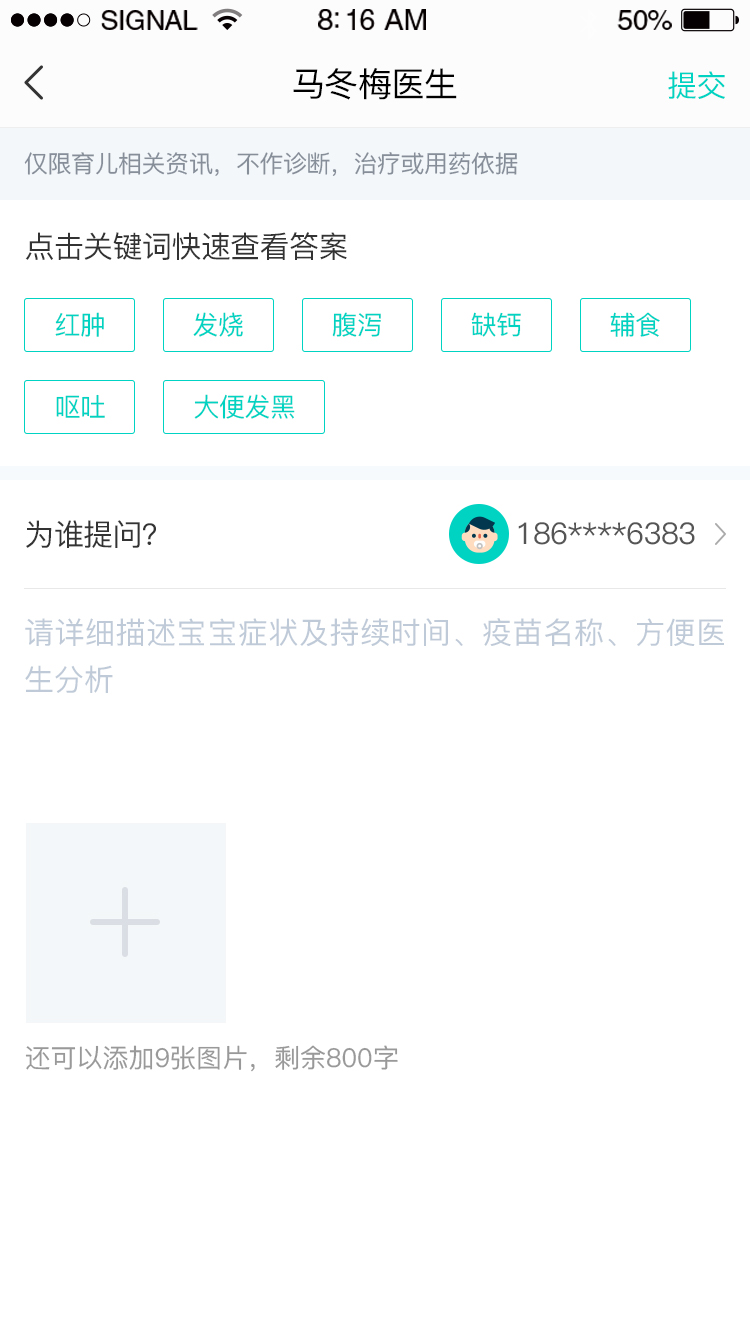 SIGNAL 8:16 AM 50%
马冬梅医生 提交
仅限育儿相关资讯，不作诊断，治疗或用药依据
点击关键词快速查看答案
红肿 发烧 腹泻 缺钙 辅食
呕吐 大便发黑
为谁提问? 186****6383
请详细描述宝宝症状及持续时间、疫苗名称、方便医
生分析
还可以添加9张图片，剩余800字